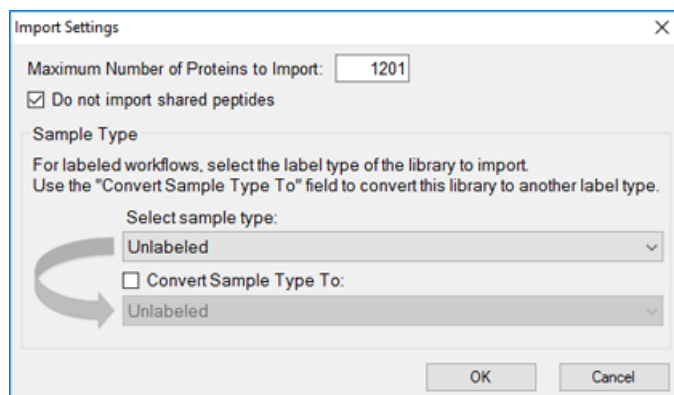 Import Settings
Maximum Number of Proteins to Import: 1201
Do not import shared peptides
Sample Type
For labeled workflows, select the label type of the library to import.
Use the "Convert Sample Type To" field to convert this library to another label type.
Select sample type:
Unlabeled
Convert Sample Type To:
Unlabeled
OK Cancel